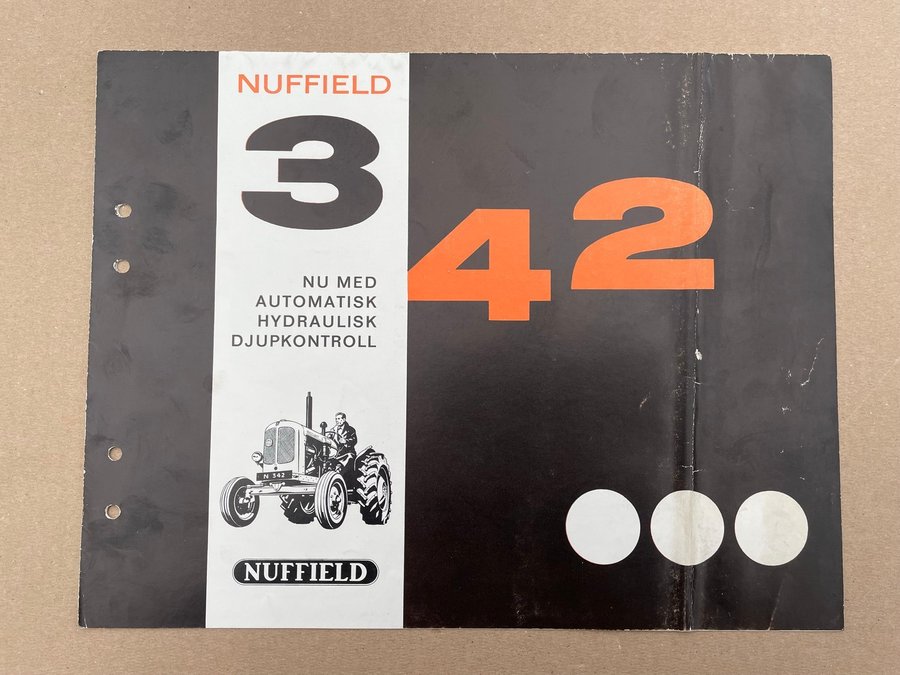 NUFFIELD
3 42
NU MED
AUTOMATISK
HYDRAULISK
DJUPKONTROLL
N 342
NUFFIELD